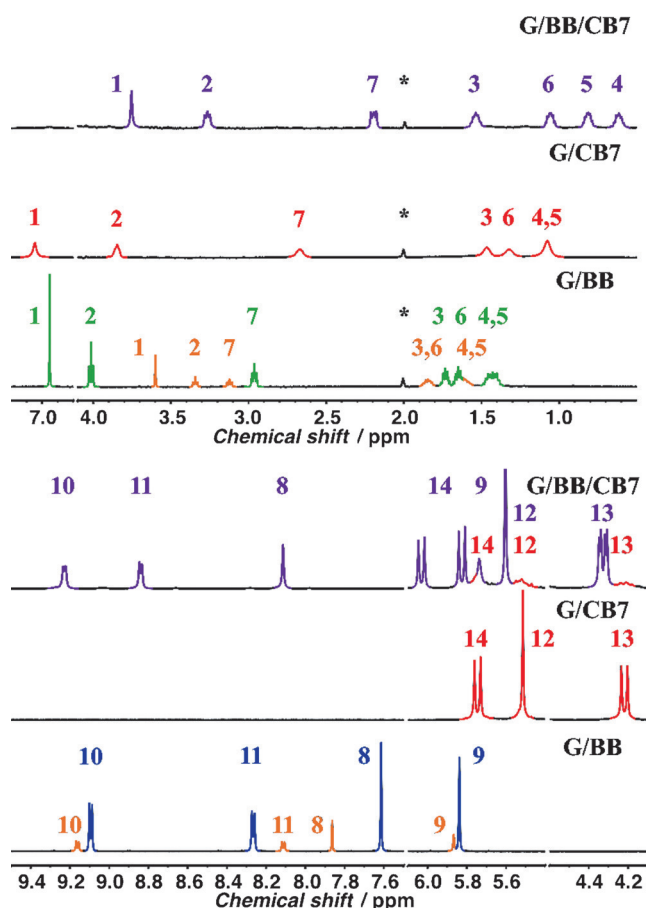 G/BB/CB7
1 2 7 * 3 6 5 4
G/CB7
1 2 7 * 3 6 4,5
G/BB
1 2 1 2 7 7 * 3 6 4,5
3,6 4,5
7.0 4.0 3.5 3.0 2.5 2.0 1.5 1.0
Chemical shift / ppm
G/BB/CB7
10 11 8 14 9 12 13
14 12 13
G/CB7
14 12 13
G/BB
10 11 8 9
10 11 8 9
9.4 9.2 9.0 8.8 8.6 8.4 8.2 8.0 7.8 7.6 6.0 5.8 5.6 4.4 4.2
Chemical shift / ppm